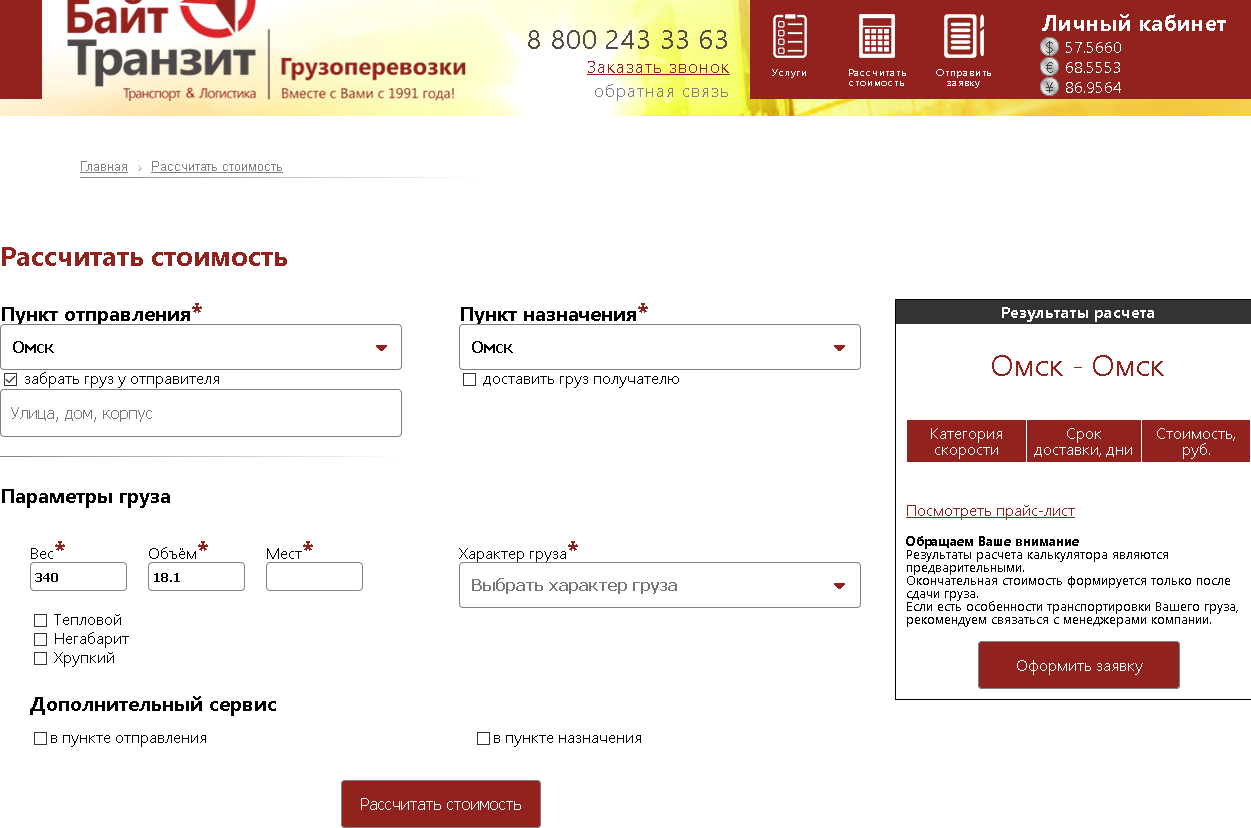 Байт
Транзит
Транспорт & Логистика
Грузоперевозки
Вместе с Вами с 1991 года!
8 800 243 33 63
Заказать звонок
обратная связь
Услуги
Рассчитать
стоимость
Отправить
заявку
Личный кабинет
$ 57.5660
€ 68.5553
¥ 86.9564
Главная › Рассчитать стоимость
Рассчитать стоимость
Пункт отправления*
Омск
забрать груз у отправителя
Улица, дом, корпус
Пункт назначения*
Омск
доставить груз получателю
Параметры груза
Вес*
340
Объём*
18.1
Мест*
Характер груза*
Выбрать характер груза
Тепловой
Негабарит
Хрупкий
Дополнительный сервис
в пункте отправления
в пункте назначения
Рассчитать стоимость
Результаты расчета
Омск - Омск
Категория
скорости
Срок
доставки, дни
Стоимость,
руб.
Посмотреть прайс-лист
Обращаем Ваше внимание
Результаты расчета калькулятора являются
предварительными.
Окончательная стоимость формируется только после
сдачи груза.
Если есть особенности транспортировки Вашего груза,
рекомендуем связаться с менеджерами компании.
Оформить заявку